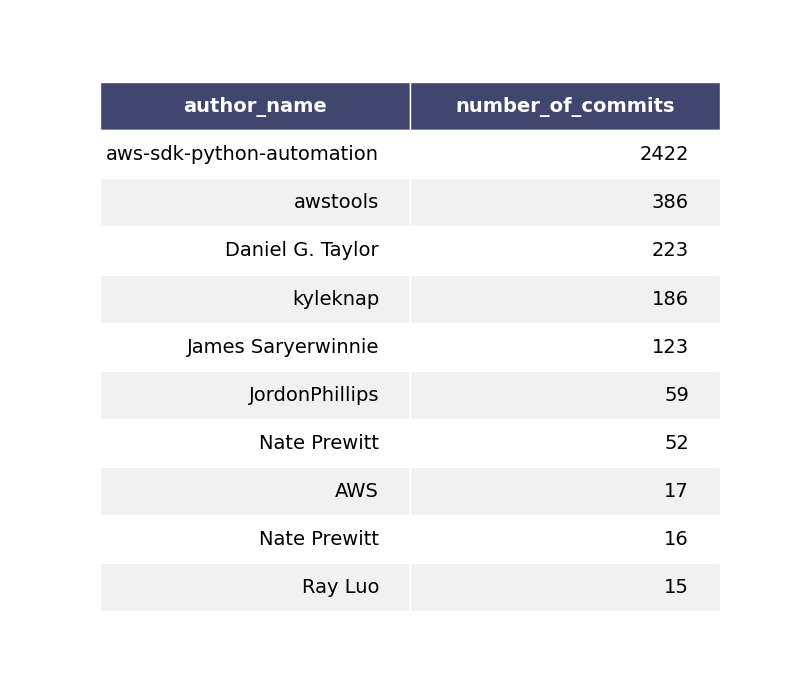 author_name number_of_commits
aws-sdk-python-automation 2422
awstools 386
Daniel G. Taylor 223
kyleknap 186
James Saryerwinnie 123
JordonPhillips 59
Nate Prewitt 52
AWS 17
Nate Prewitt 16
Ray Luo 15